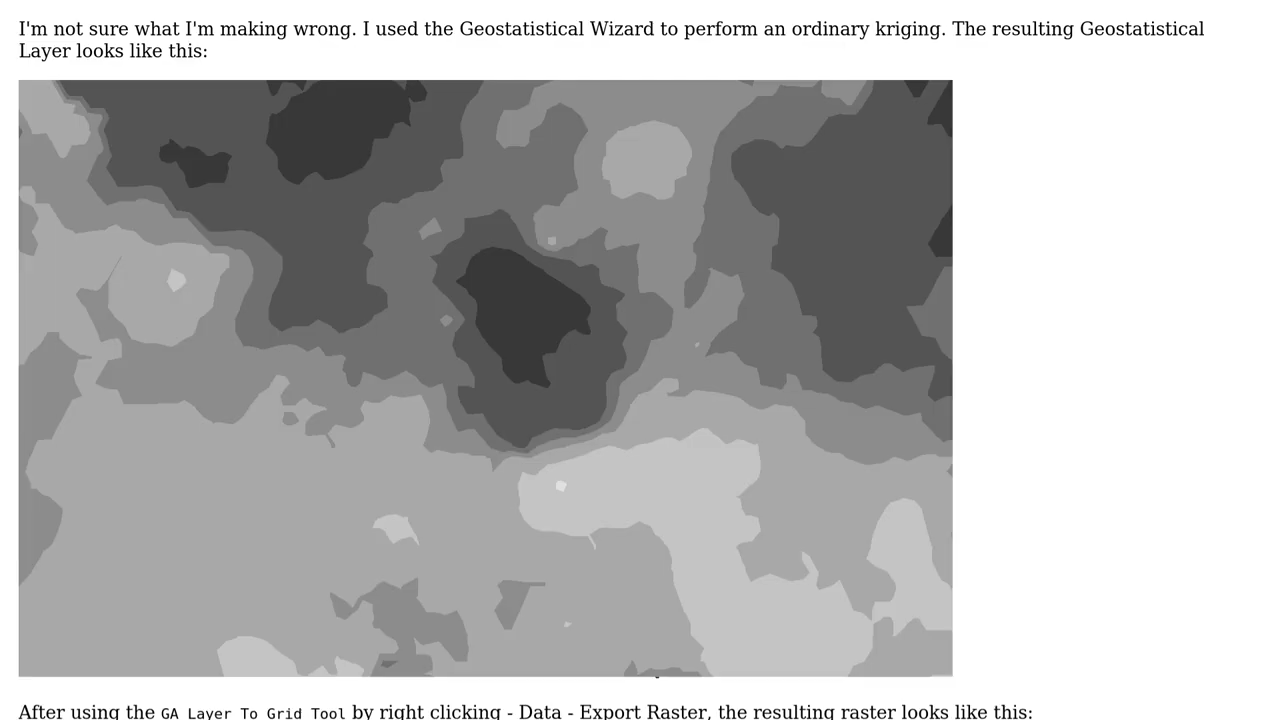 I'm not sure what I'm making wrong. I used the Geostatistical Wizard to perform an ordinary kriging. The resulting Geostatistical
Layer looks like this:
After using the GA Layer To Grid Tool by right clicking - Data - Export Raster, the resulting raster looks like this: